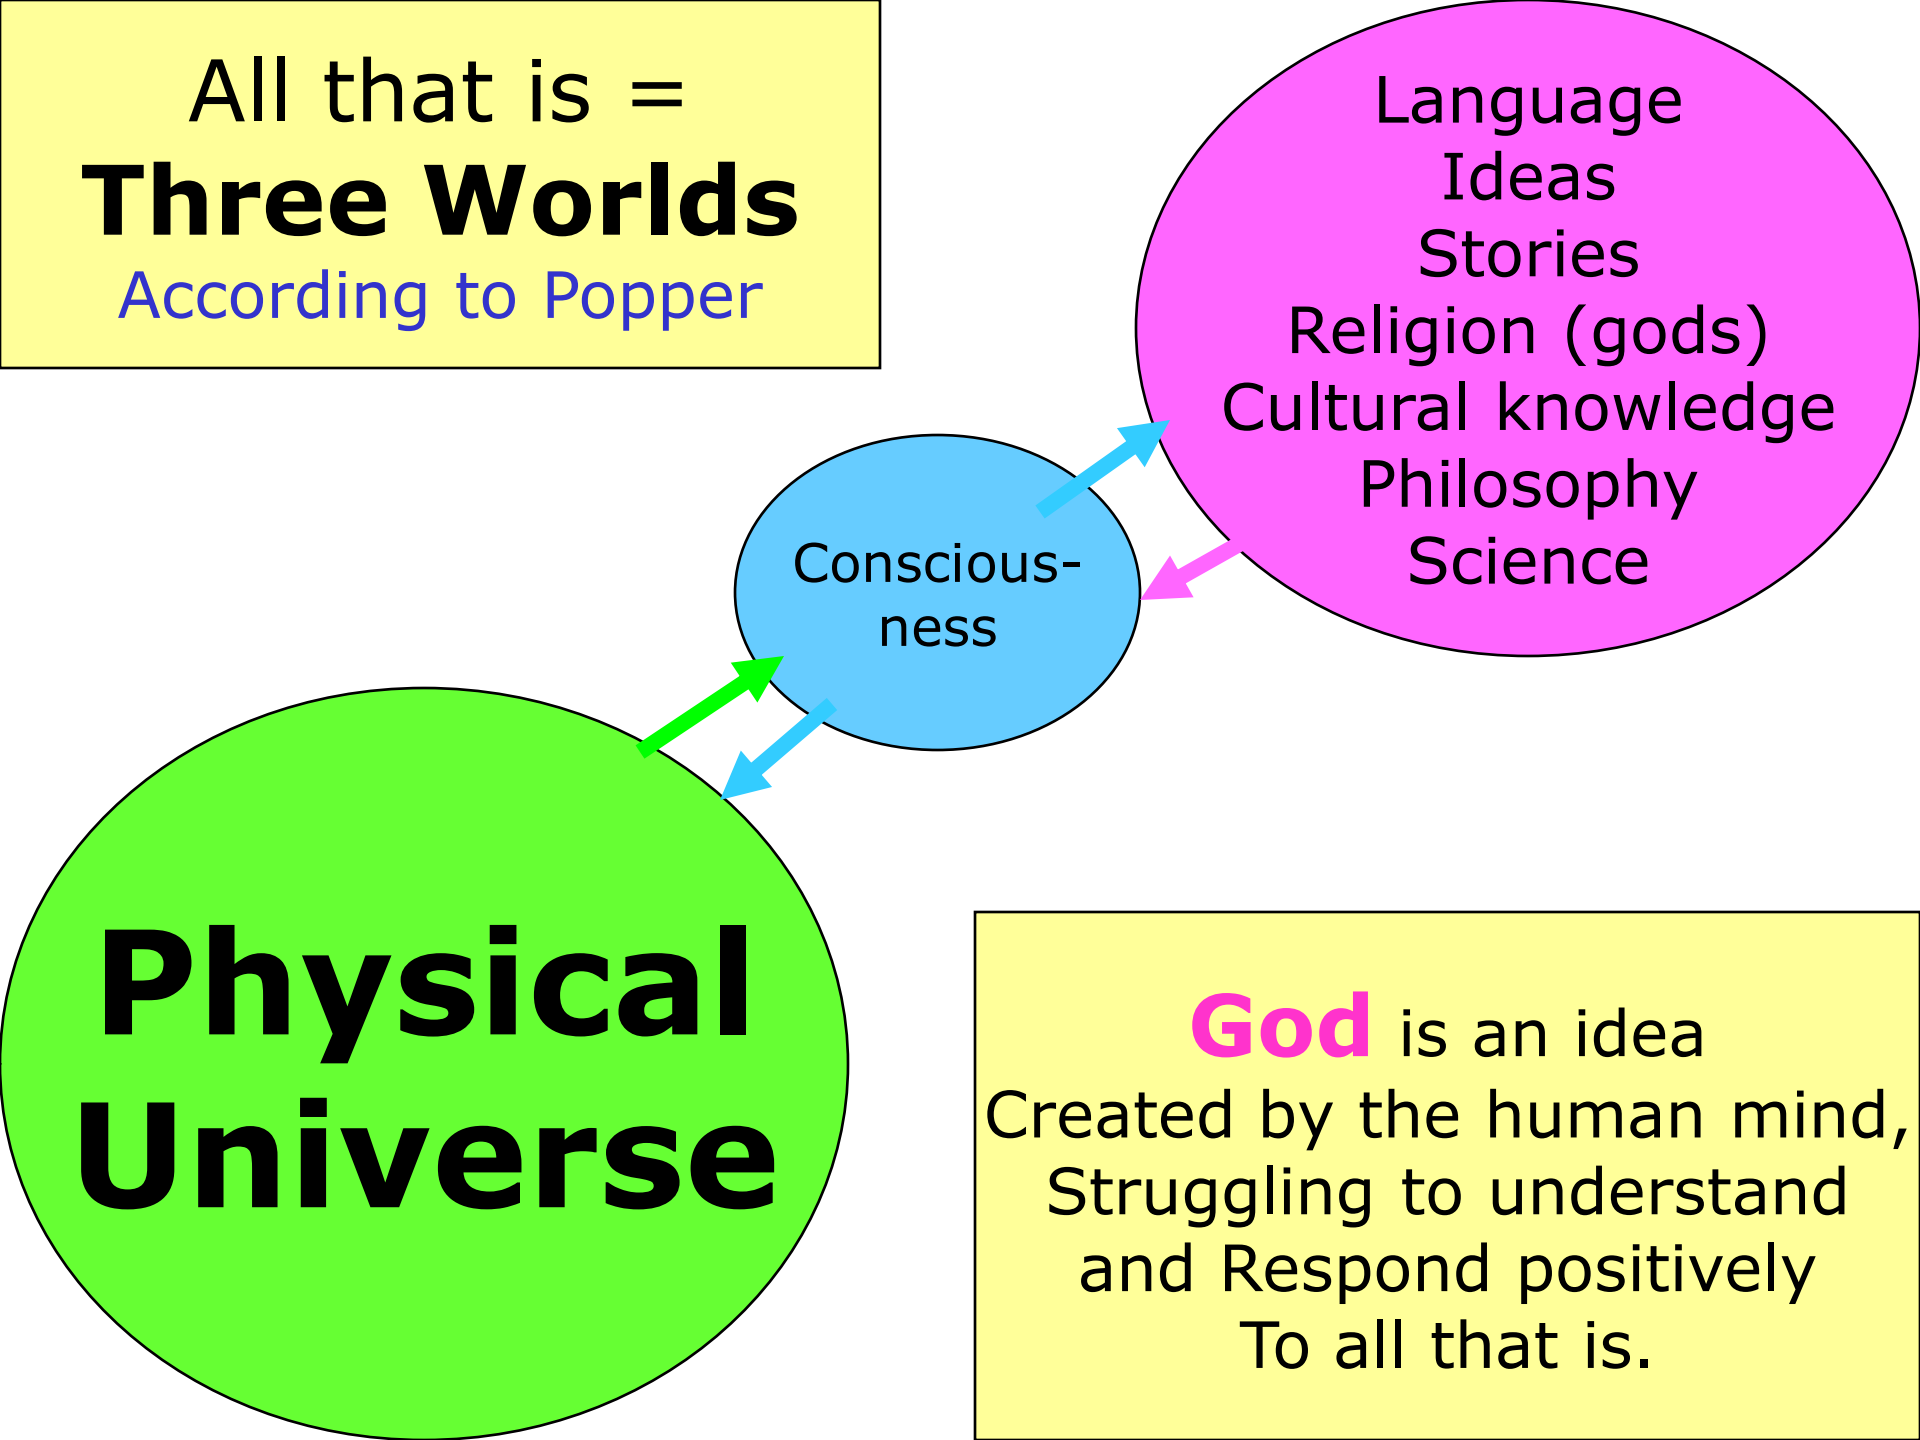 All that is =
Three Worlds
According to Popper
Language
Ideas
Stories
Religion (gods)
Cultural knowledge
Philosophy
Science
Conscious-
ness
Physical
Universe
God is an idea
Created by the human mind,
Struggling to understand
and Respond positively
To all that is.